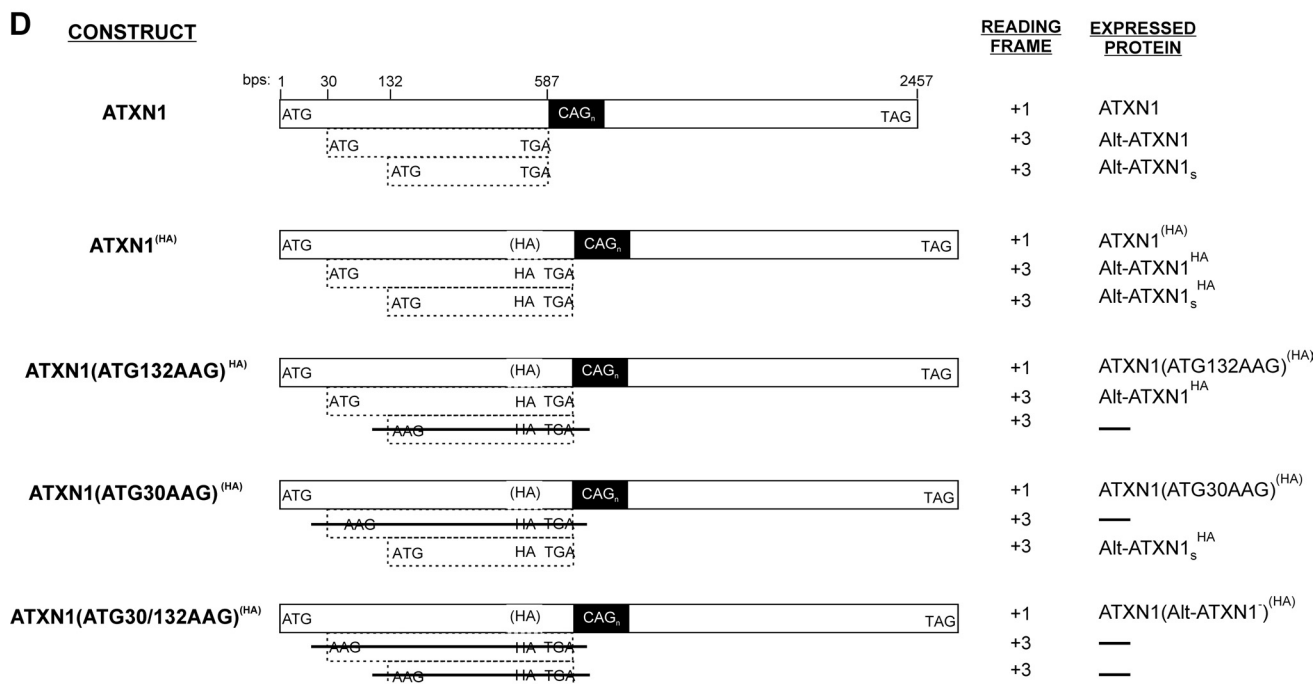 D CONSTRUCT READING FRAME EXPRESSED PROTEIN
bps: 1 30 132 587 2457
ATXN1 ATG CAGn TAG +1 ATXN1
ATG TGA +3 Alt-ATXN1
ATG TGA +3 Alt-ATXN1s
ATXN1(HA) ATG (HA) CAGn TAG +1 ATXN1(HA)
ATG HA TGA +3 Alt-ATXN1HA
ATG HA TGA +3 Alt-ATXN1sHA
ATXN1(ATG132AAG)(HA) ATG (HA) CAGn TAG +1 ATXN1(ATG132AAG)(HA)
ATG HA TGA +3 Alt-ATXN1HA
AAG HA TGA +3 —
ATXN1(ATG30AAG)(HA) ATG (HA) CAGn TAG +1 ATXN1(ATG30AAG)(HA)
AAG HA TGA +3 —
ATG HA TGA +3 Alt-ATXN1sHA
ATXN1(ATG30/132AAG)(HA) ATG (HA) CAGn TAG +1 ATXN1(Alt-ATXN1-)(HA)
AAG HA TGA +3 —
AAG HA TGA +3 —